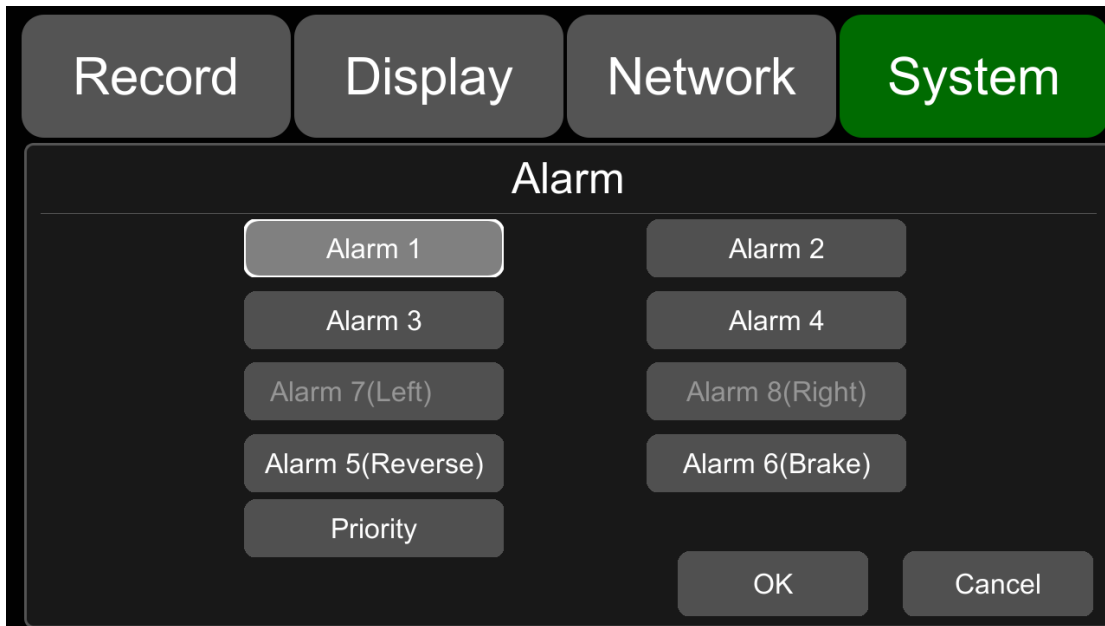 Record Display Network System
Alarm
Alarm 1 Alarm 2
Alarm 3 Alarm 4
Alarm 7(Left) Alarm 8(Right)
Alarm 5(Reverse) Alarm 6(Brake)
Priority
OK Cancel